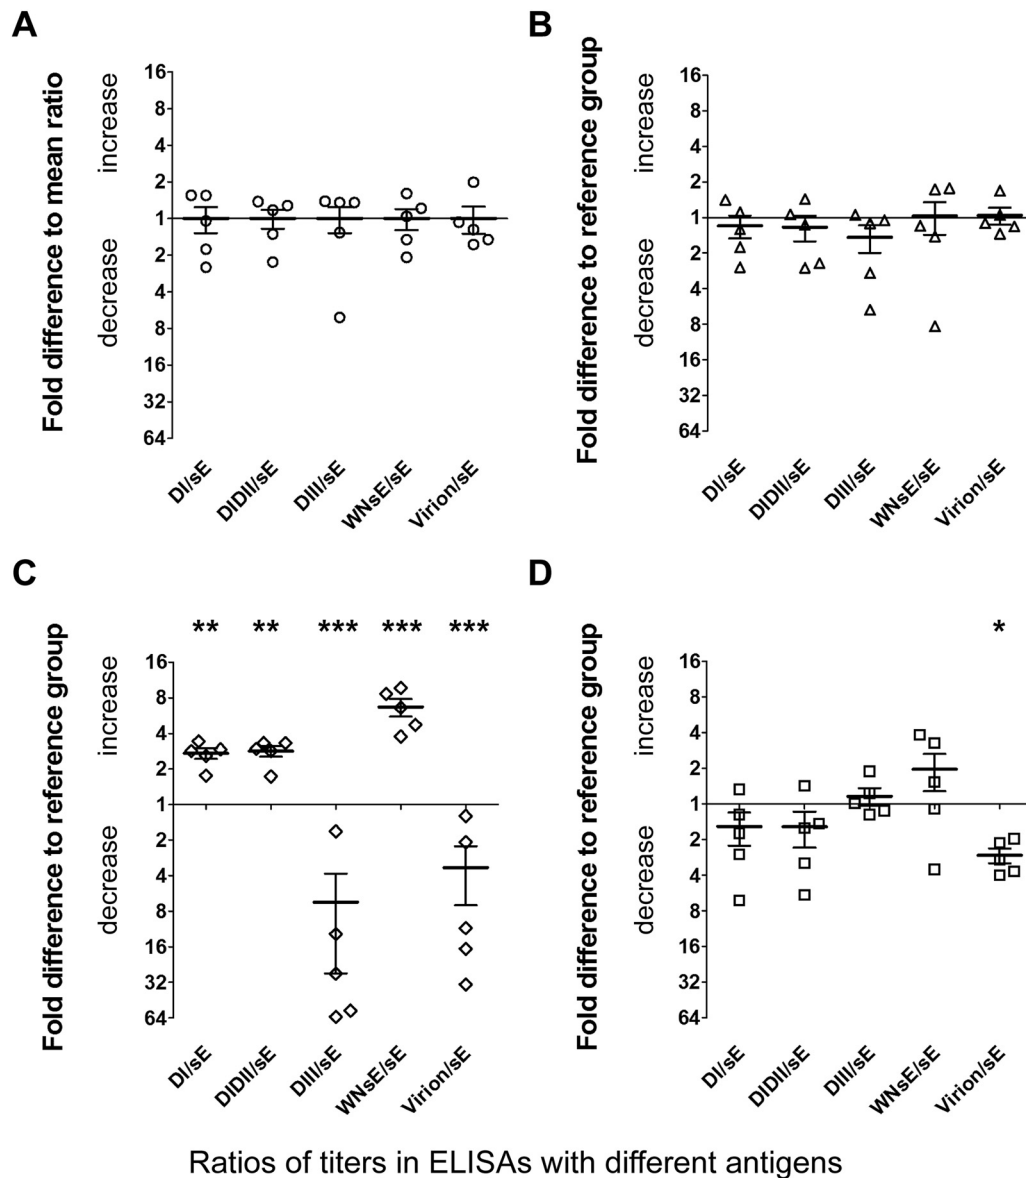 A
Fold difference to mean ratio
increase
decrease
16
8
4
2
1
2
4
8
16
32
64
DI/sE
DIDII/sE
DIII/sE
WNsE/sE
Virion/sE
B
Fold difference to reference group
increase
decrease
16
8
4
2
1
2
4
8
16
32
64
DI/sE
DIDII/sE
DIII/sE
WNsE/sE
Virion/sE
C
Fold difference to reference group
increase
decrease
** ** *** *** ***
16
8
4
2
1
2
4
8
16
32
64
DI/sE
DIDII/sE
DIII/sE
WNsE/sE
Virion/sE
D
Fold difference to reference group
increase
decrease
*
16
8
4
2
1
2
4
8
16
32
64
DI/sE
DIDII/sE
DIII/sE
WNsE/sE
Virion/sE
Ratios of titers in ELISAs with different antigens